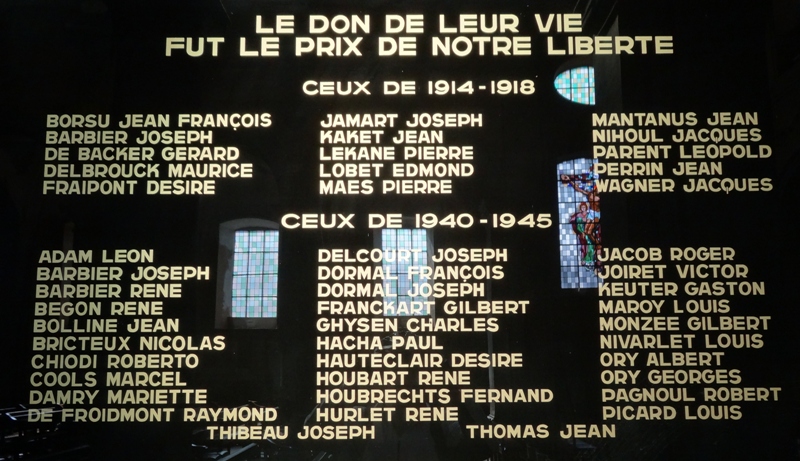 LE DON DE LEUR VIE
FUT LE PRIX DE NOTRE LIBERTE
CEUX DE 1914-1918
BORSU JEAN FRANÇOIS JAMART JOSEPH MANTANUS JEAN
BARBIER JOSEPH KAKET JEAN NIHOUL JACQUES
DE BACKER GERARD LEKANE PIERRE PARENT LEOPOLD
DELBROUCK MAURICE LOBET EDMOND PERRIN JEAN
FRAIPONT DESIRE MAES PIERRE WAGNER JACQUES
CEUX DE 1940-1945
ADAM LEON DELCOURT JOSEPH JACOB ROGER
BARBIER JOSEPH DORMAL FRANÇOIS JOIRET VICTOR
BARBIER RENE DORMAL JOSEPH KEUTER GASTON
BEGON RENE FRANCKART GILBERT MAROY LOUIS
BOLLINE JEAN GHYSEN CHARLES MONZEE GILBERT
BRICTEUX NICOLAS HACHA PAUL NIVARLET LOUIS
CHIODI ROBERTO HAUTECLAIR DESIRE ORY ALBERT
COOLS MARCEL HOUBART RENE ORY GEORGES
DAMRY MARIETTE HOUBRECHTS FERNAND PAGNOUL ROBERT
DE FROIDMONT RAYMOND HURLET RENE PICARD LOUIS
THIBEAU JOSEPH THOMAS JEAN